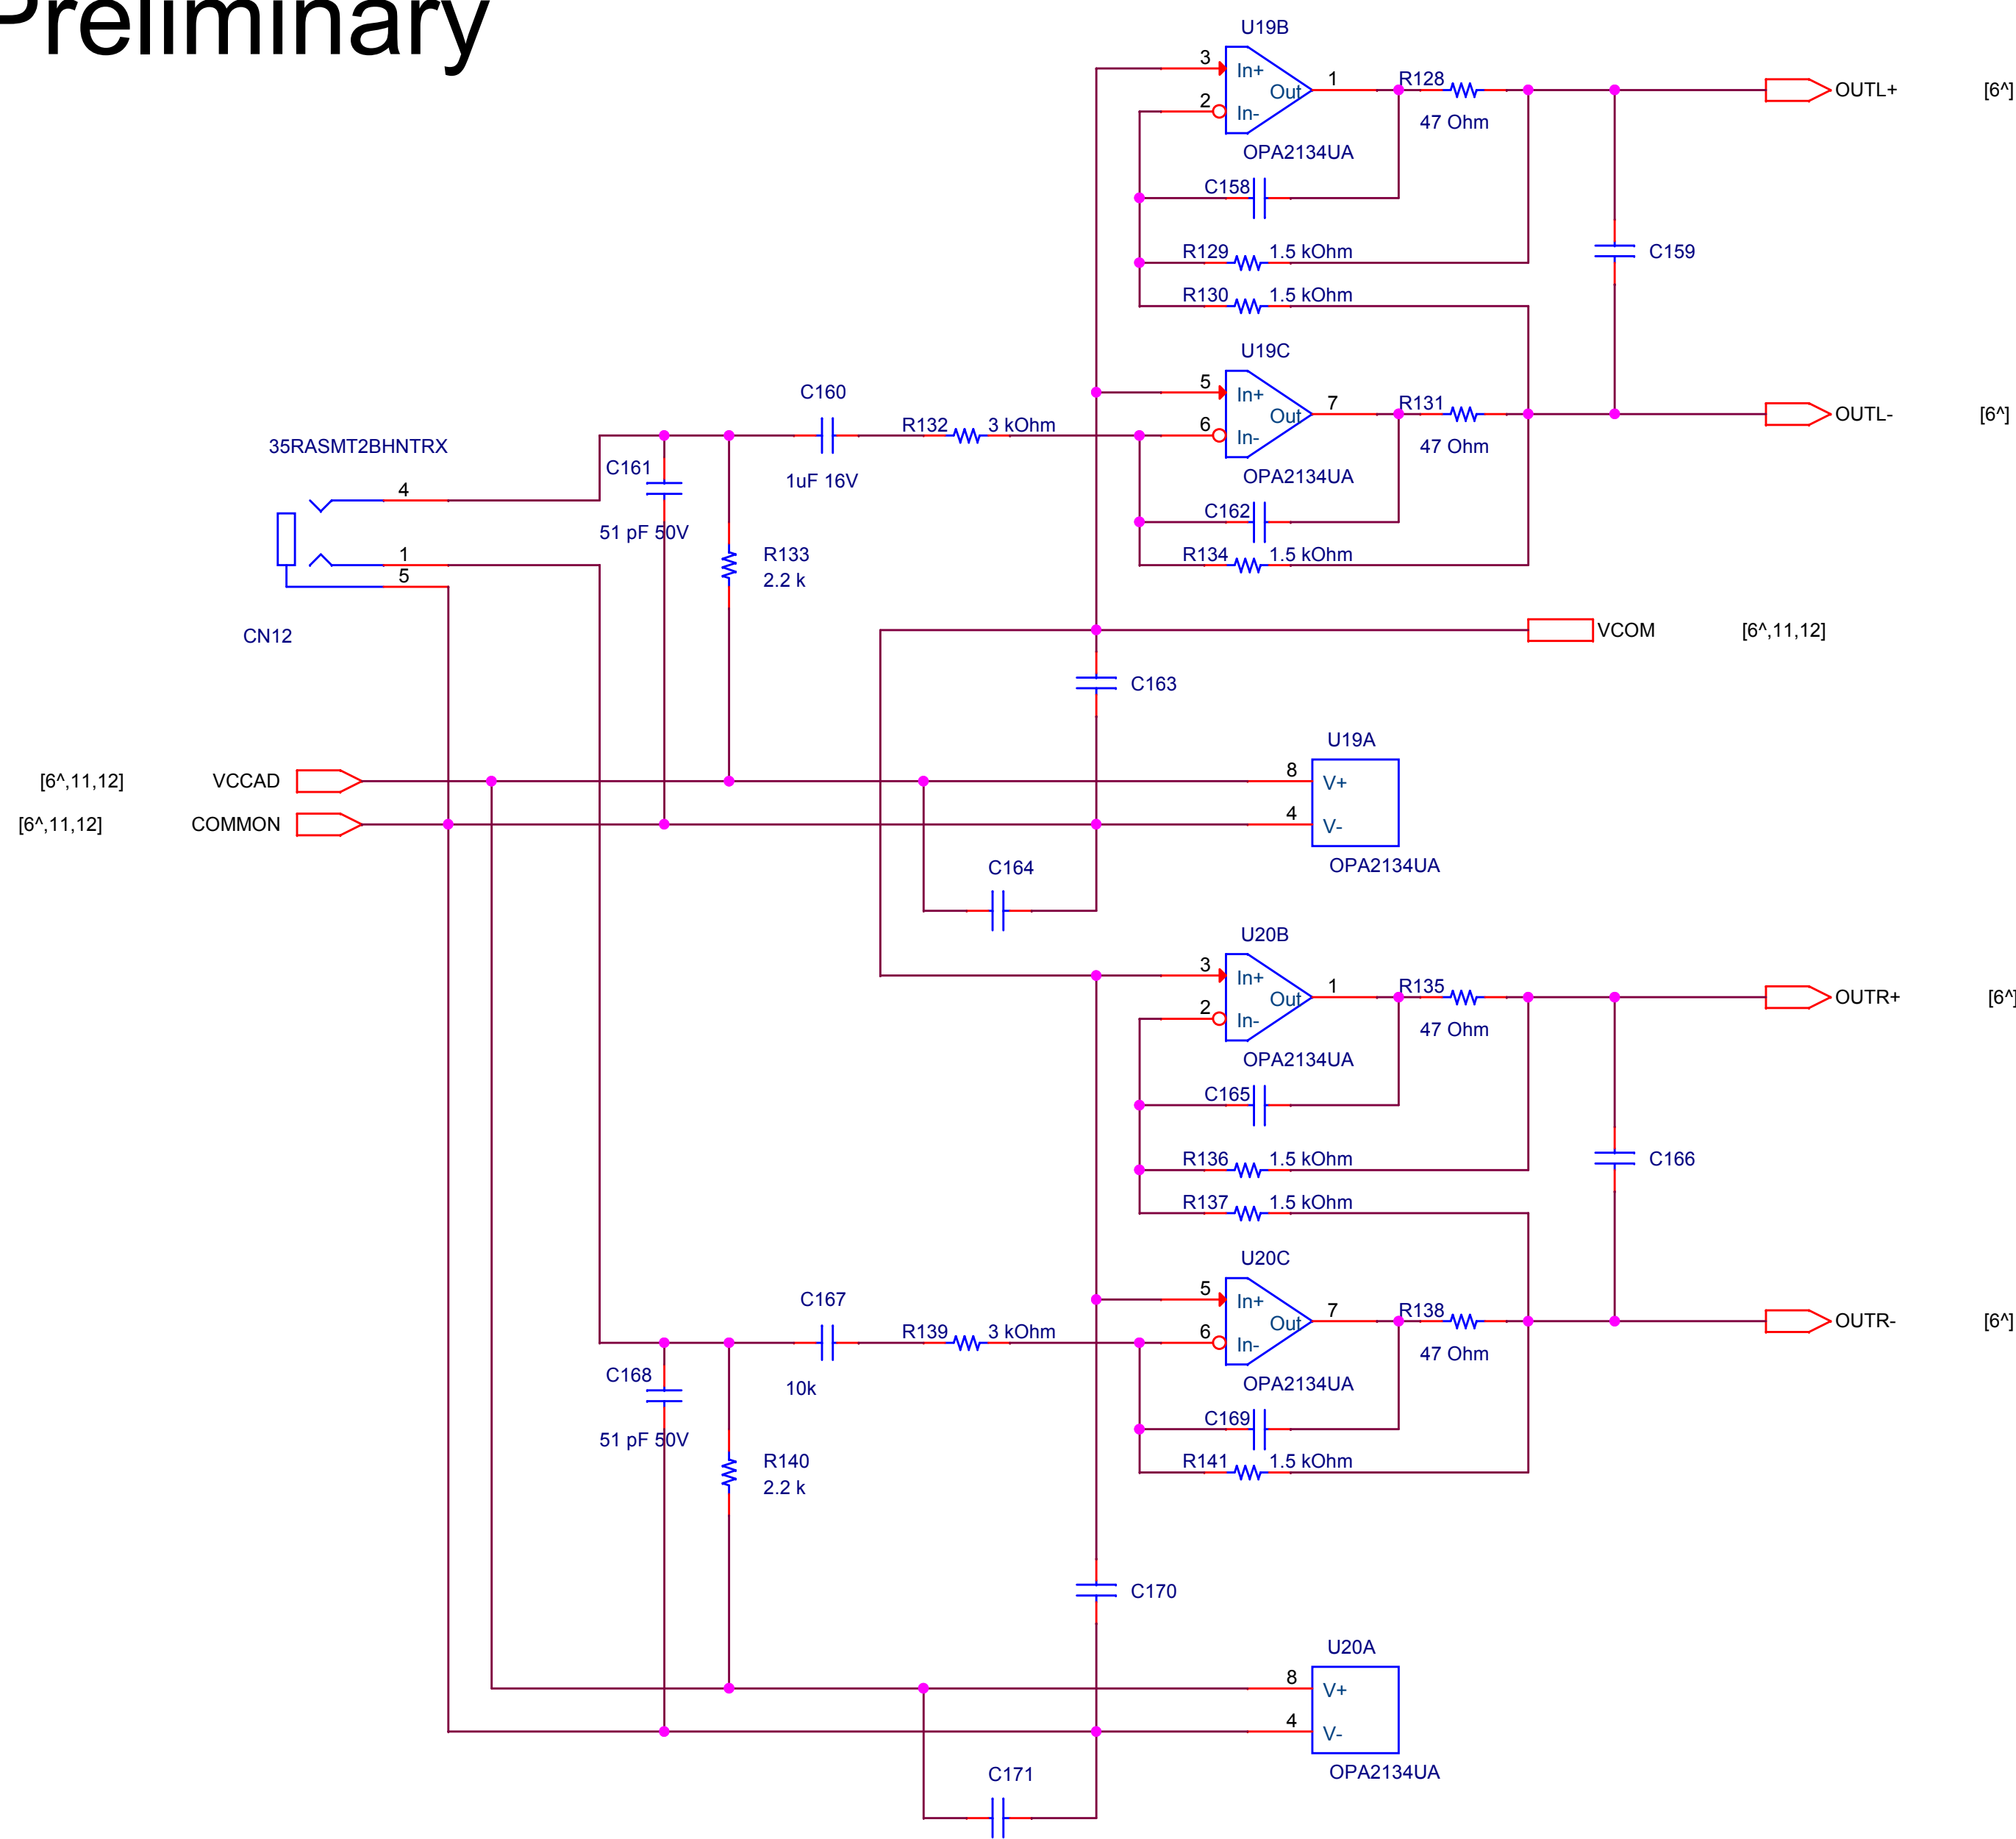 Preliminary
U19B
3
In+
1
Out
2
In-
R128
47 Ohm
OUTL+
[6^]
OPA2134UA
C158
R129
1.5 kOhm
R130
1.5 kOhm
C159
U19C
5
In+
7
Out
6
In-
R131
47 Ohm
OUTL-
[6^]
OPA2134UA
C160
1uF 16V
R132
3 kOhm
35RASMT2BHNTRX
4
1
5
CN12
C161
51 pF 50V
R133
2.2 k
C162
R134
1.5 kOhm
VCOM
[6^,11,12]
C163
U19A
[6^,11,12]
VCCAD
8
V+
[6^,11,12]
COMMON
4
V-
OPA2134UA
C164
U20B
3
In+
1
Out
2
In-
R135
47 Ohm
OUTR+
[6^]
OPA2134UA
C165
R136
1.5 kOhm
R137
1.5 kOhm
C166
U20C
5
In+
7
Out
6
In-
R138
47 Ohm
OUTR-
[6^]
OPA2134UA
C167
10k
R139
3 kOhm
C168
51 pF 50V
R140
2.2 k
C169
R141
1.5 kOhm
C170
U20A
8
V+
4
V-
OPA2134UA
C171